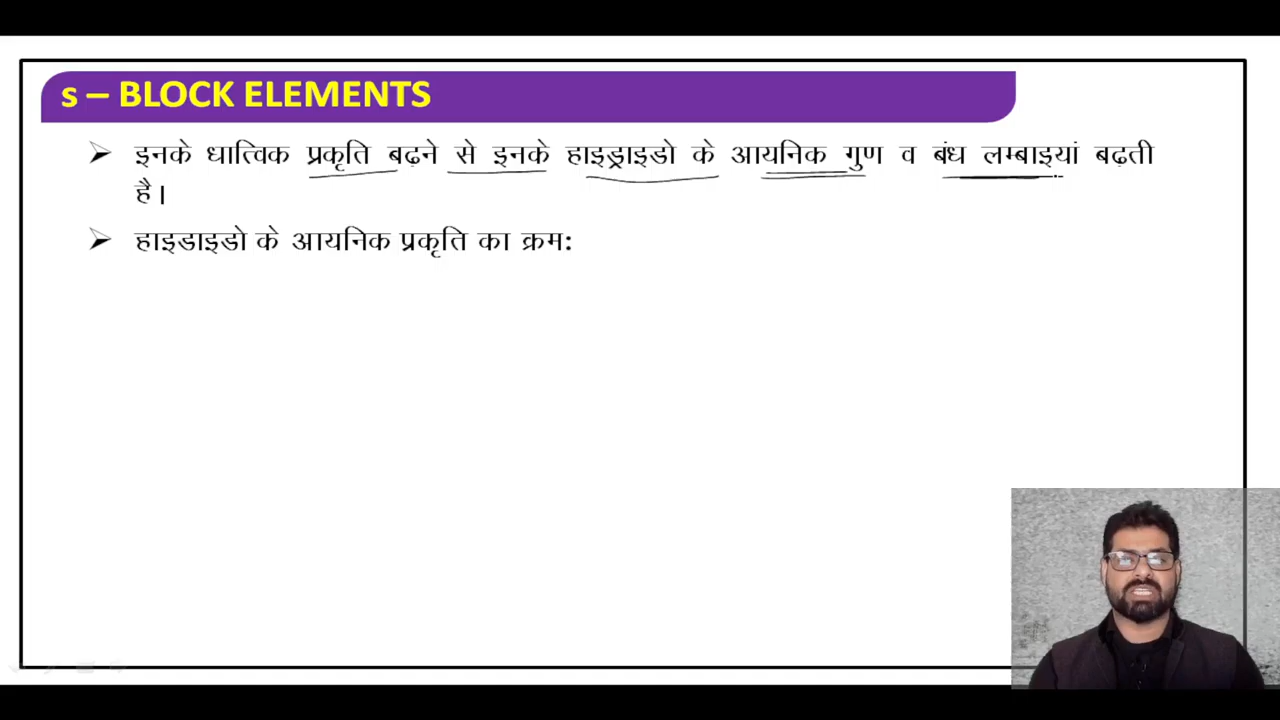 s – BLOCK ELEMENTS
➢ इनके धात्विक प्रकृति बढ़ने से इनके हाइड्राइडो के आयनिक गुण व बंध लम्बाइयां बढ़ती
है।
➢ हाइडाइडो के आयनिक प्रकृति का क्रम: